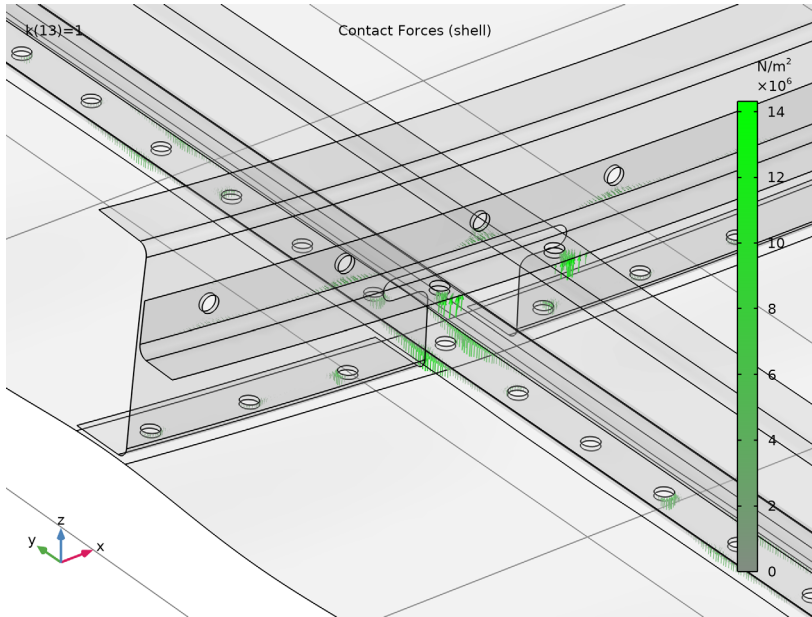 k(13)=1
Contact Forces (shell)
N/m²
×10⁶
14
12
10
8
6
4
2
0
z
y
x